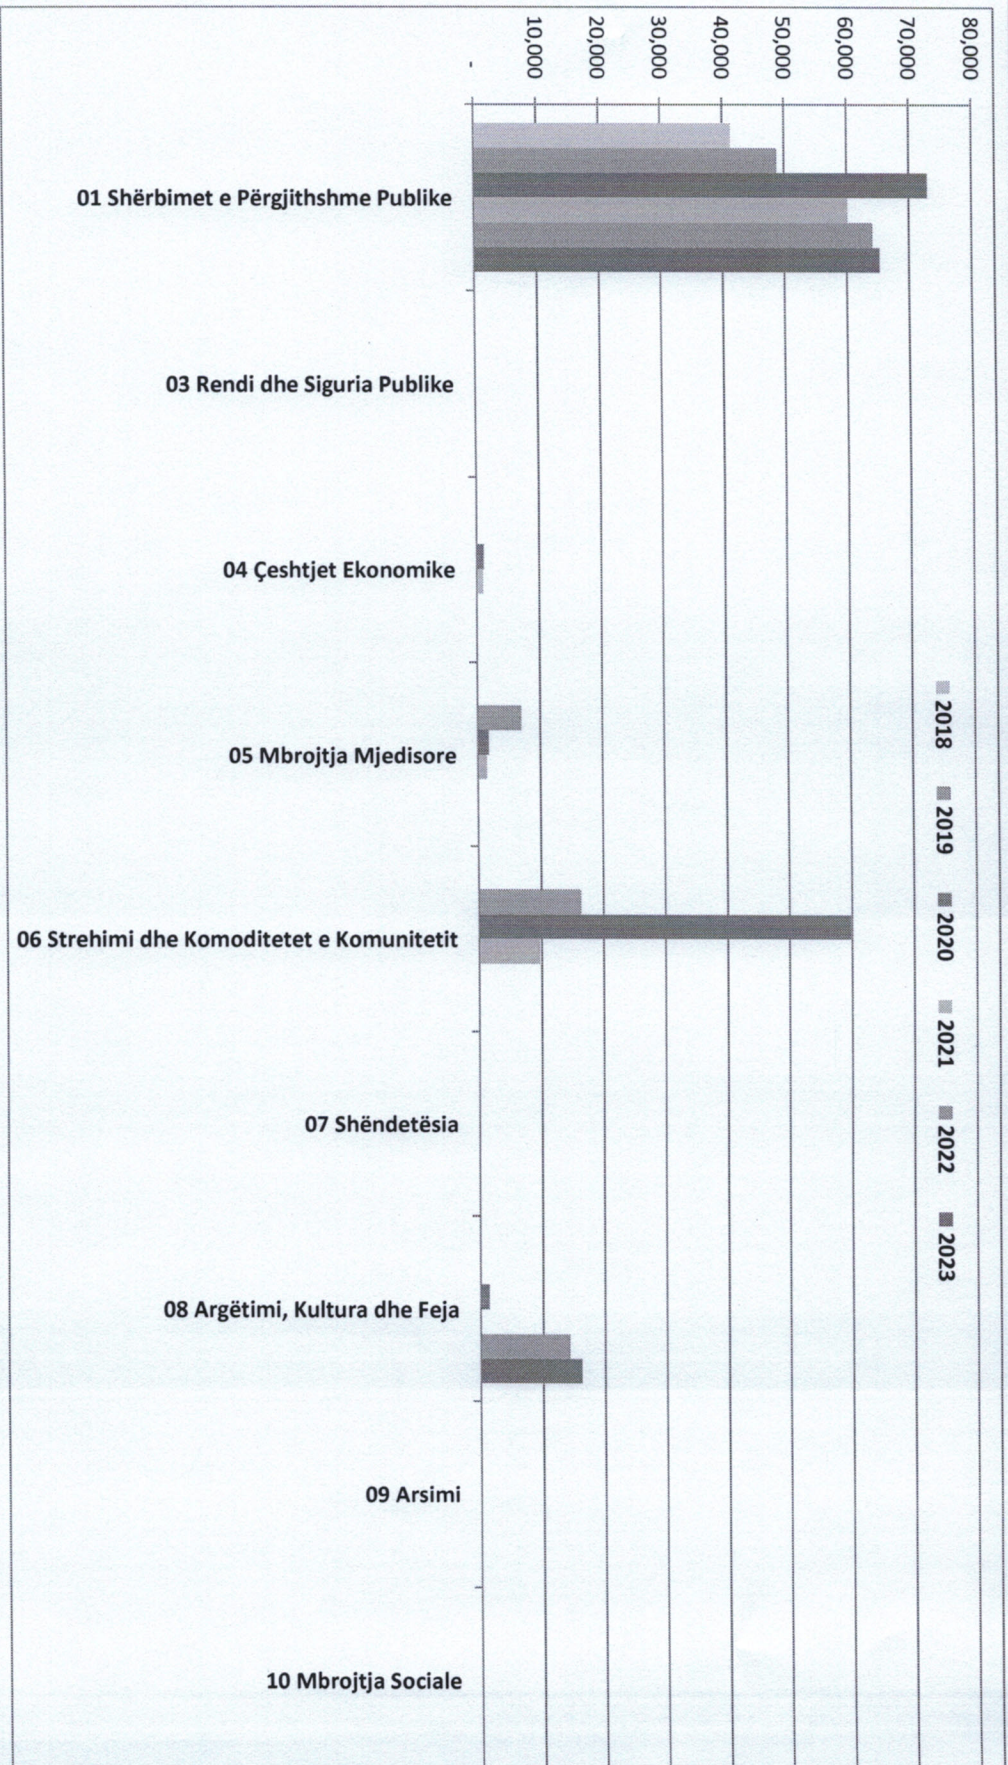 80,000
70,000
60,000
50,000
40,000
30,000
20,000
10,000
-
2018 2019 2020 2021 2022 2023
01 Shërbimet e Përgjithshme Publike
03 Rendi dhe Siguria Publike
04 Çeshtjet Ekonomike
05 Mbrojtja Mjedisore
06 Strehimi dhe Komoditetet e Komunitetit
07 Shëndetësia
08 Argëtimi, Kultura dhe Feja
09 Arsimi
10 Mbrojtja Sociale